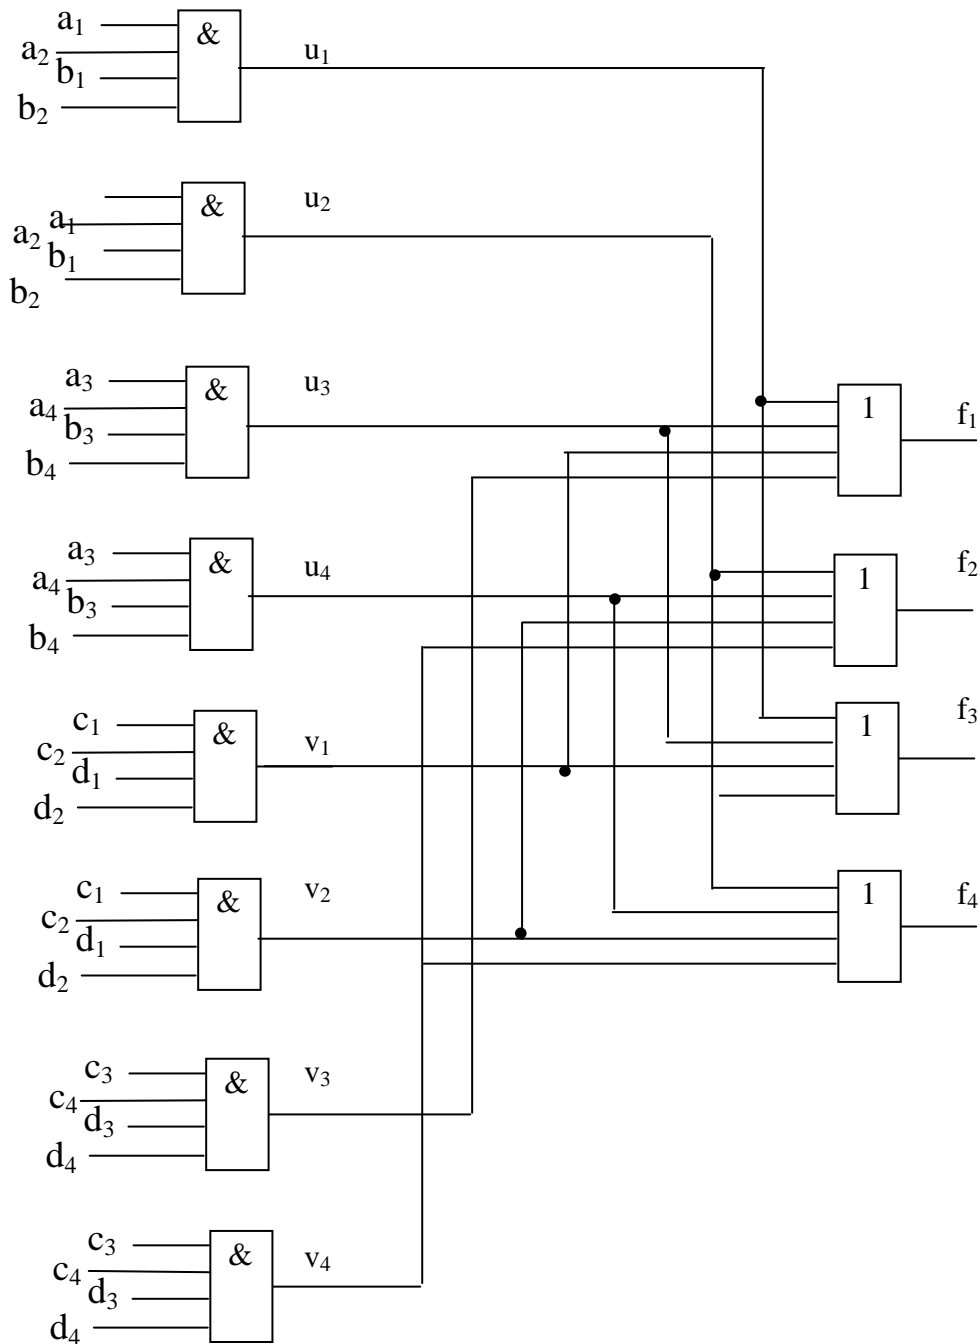 a₁
&
a₂
u₁
b₁
b₂
&
u₂
a₁
a₂
b₁
b₂
a₃
&
u₃
a₄
f₁
1
b₃
b₄
a₃
&
u₄
f₂
a₄
1
b₃
b₄
c₁
&
f₃
v₁
1
c₂
d₁
d₂
c₁
&
v₂
f₄
1
c₂
d₁
d₂
c₃
&
v₃
c₄
d₃
d₄
c₃
&
v₄
c₄
d₃
d₄